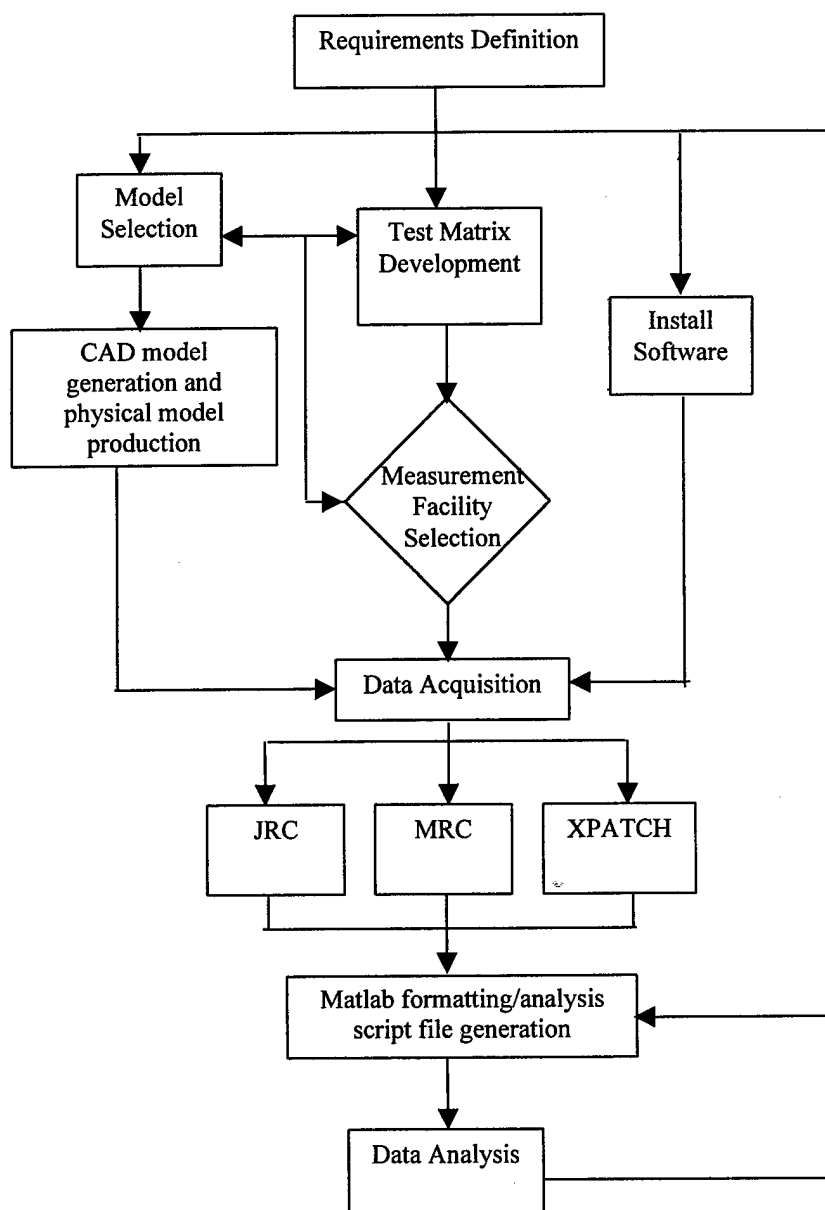 Requirements Definition
Model
Selection
Test Matrix
Development
Install
Software
CAD model
generation and
physical model
production
Measurement
Facility
Selection
Data Acquisition
JRC
MRC
XPATCH
Matlab formatting/analysis
script file generation
Data Analysis